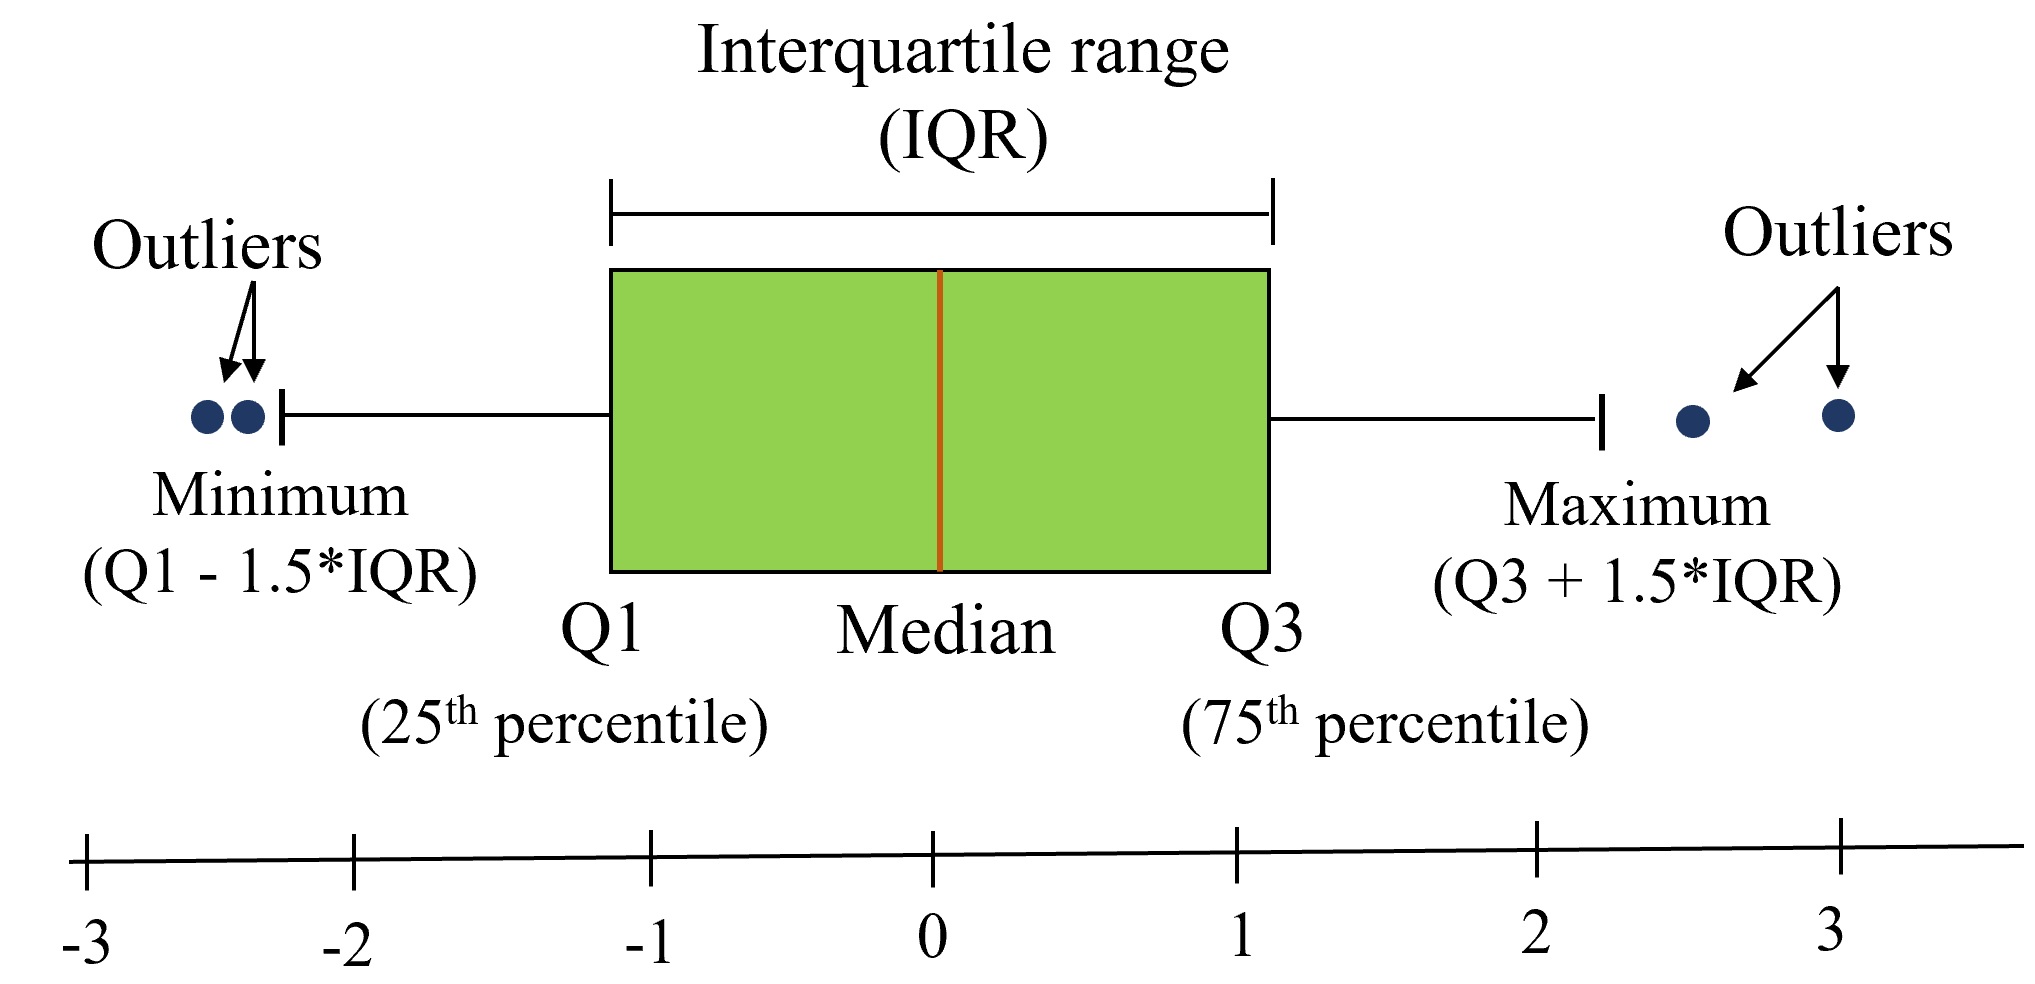 Interquartile range
(IQR)
Outliers
Outliers
Minimum
(Q1 - 1.5*IQR)
Maximum
(Q3 + 1.5*IQR)
Q1
Median
Q3
(25th percentile)
(75th percentile)
-3
-2
-1
0
1
2
3